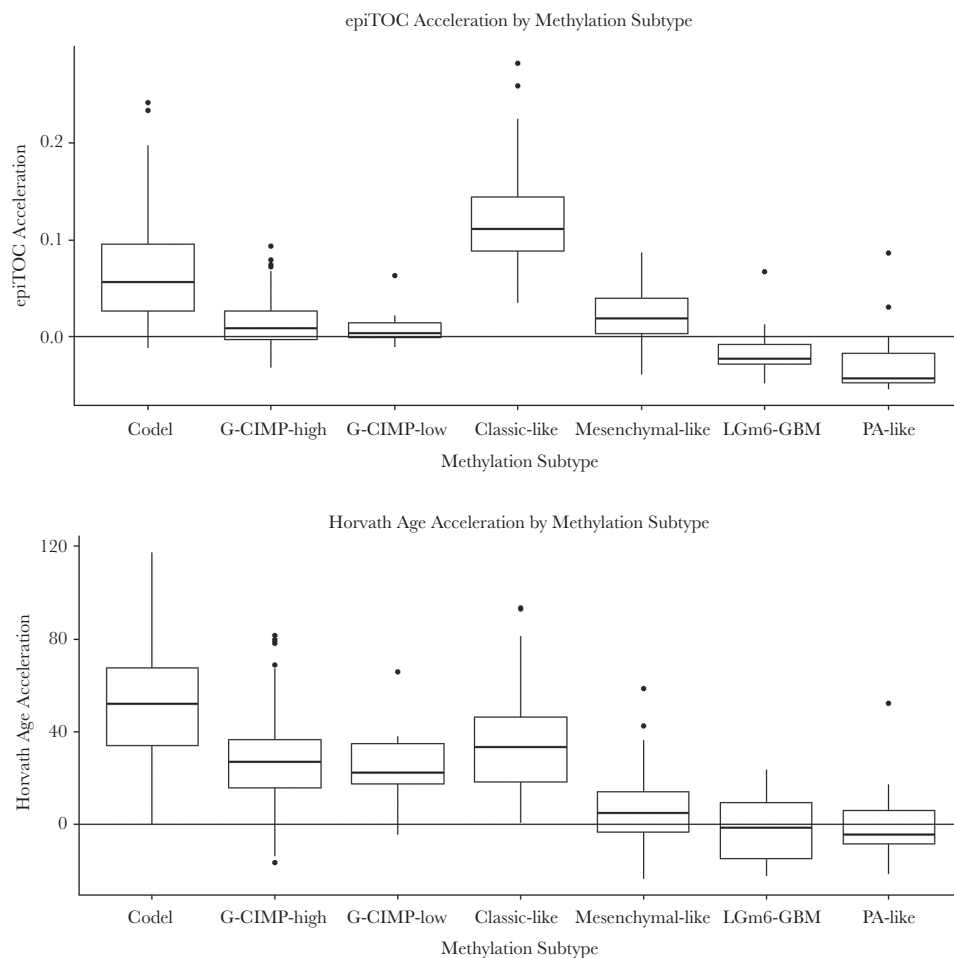 epiTOC Acceleration by Methylation Subtype
epiTOC Acceleration
0.2
0.1
0.0
Codel G-CIMP-high G-CIMP-low Classic-like Mesenchymal-like LGm6-GBM PA-like
Methylation Subtype
Horvath Age Acceleration by Methylation Subtype
Horvath Age Acceleration
120
80
40
0
Codel G-CIMP-high G-CIMP-low Classic-like Mesenchymal-like LGm6-GBM PA-like
Methylation Subtype